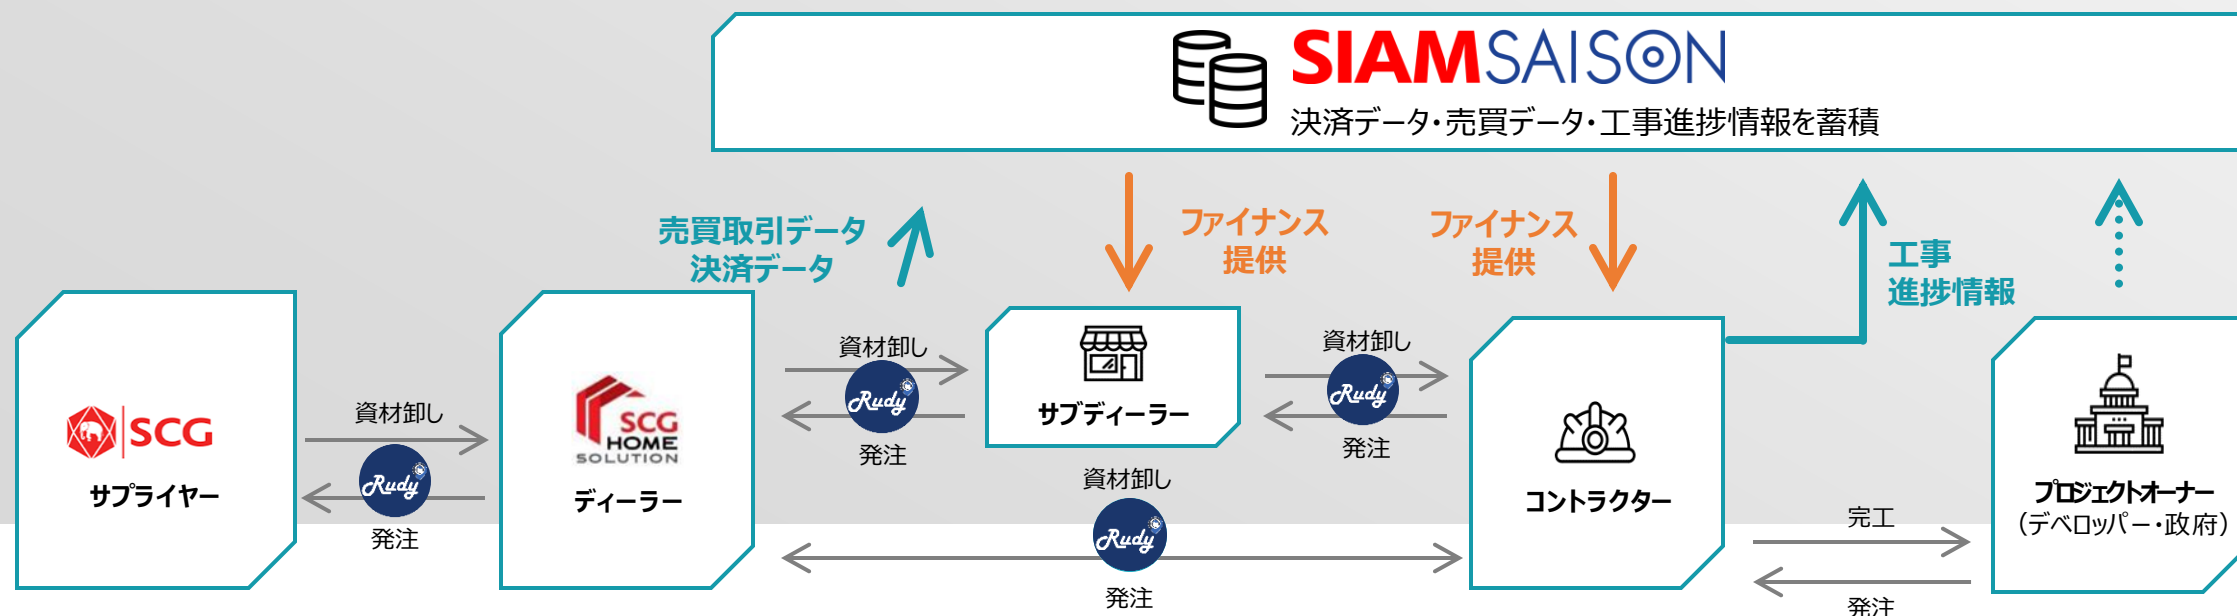 SIAM SAISON
決済データ・売買データ・工事進捗情報を蓄積
売買取引データ
決済データ
ファイナンス
提供
ファイナンス
提供
工事
進捗情報
SCG
サプライヤー
資材卸し
Rudy
発注
SCG
HOME
SOLUTION
ディーラー
資材卸し
Rudy
発注
サブディーラー
資材卸し
Rudy
発注
資材卸し
Rudy
発注
コントラクター
完工
発注
プロジェクトオーナー
（デベロッパー・政府）